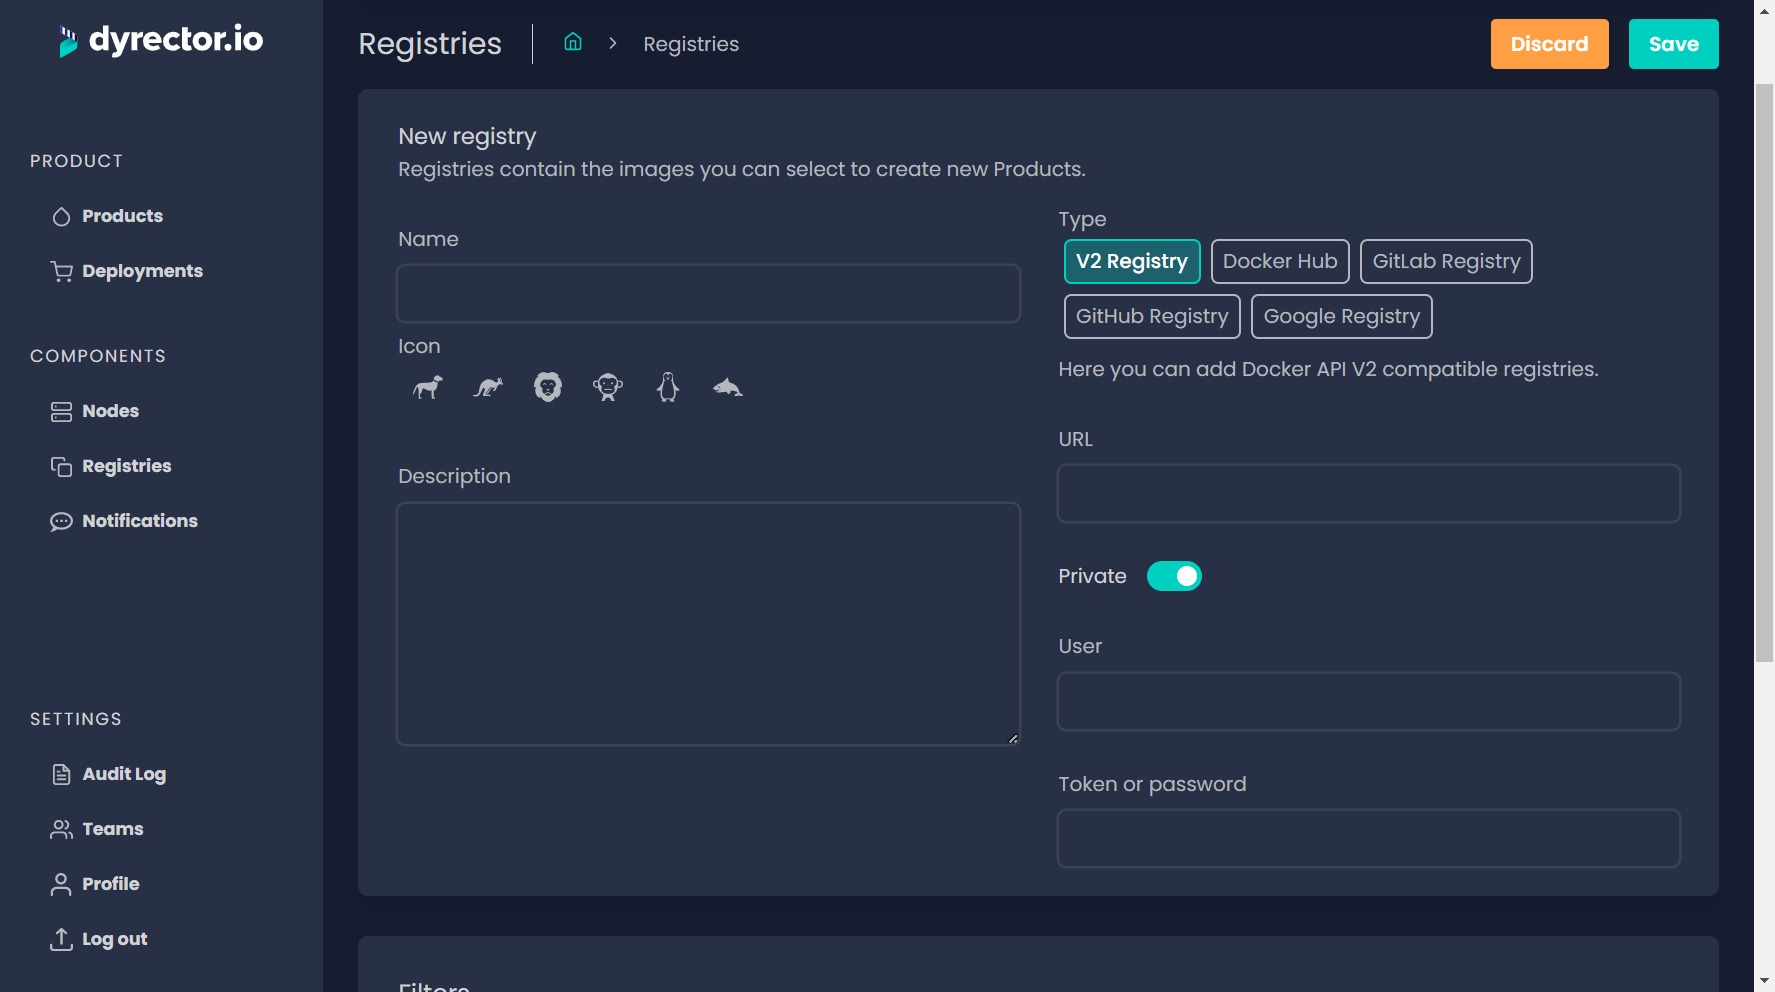 dyrector.io
PRODUCT
Products
Deployments
COMPONENTS
Nodes
Registries
Notifications
SETTINGS
Audit Log
Teams
Profile
Log out
Registries
Registries
Discard
Save
New registry
Registries contain the images you can select to create new Products.
Name
Icon
Description
Type
V2 Registry
Docker Hub
GitLab Registry
GitHub Registry
Google Registry
Here you can add Docker API V2 compatible registries.
URL
Private
User
Token or password
Filters